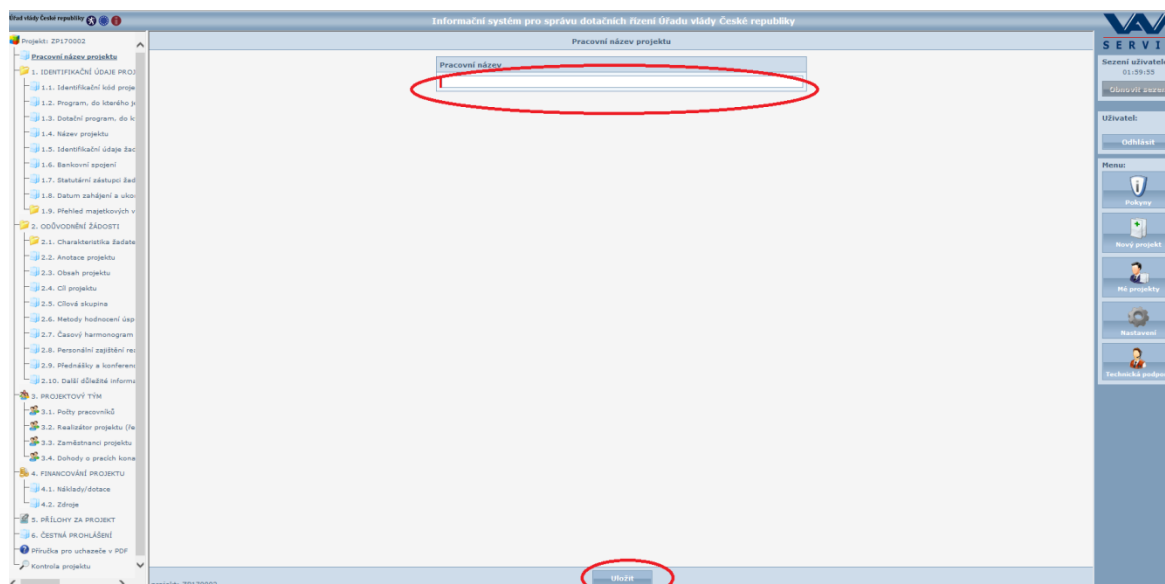 Úřad vlády České republiky
Informační systém pro správu dotačních řízení Úřadu vlády České republiky
Projekt: ZP170002
Pracovní název projektu
1. IDENTIFIKAČNÍ ÚDAJE PROJ
1.1. Identifikační kód proje
1.2. Program, do kterého j
1.3. Dotační program, do k
1.4. Název projektu
1.5. Identifikační údaje žad
1.6. Bankovní spojení
1.7. Statutární zástupci žad
1.8. Datum zahájení a uko
1.9. Přehled majetkových v
2. ODŮVODNĚNÍ ŽÁDOSTI
2.1. Charakteristika žadate
2.2. Anotace projektu
2.3. Obsah projektu
2.4. Cíl projektu
2.5. Cílová skupina
2.6. Metody hodnocení úsp
2.7. Časový harmonogram
2.8. Personální zajištění rea
2.9. Přednášky a konferenc
2.10. Další důležité informa
3. PROJEKTOVÝ TÝM
3.1. Počty pracovníků
3.2. Realizátor projektu (ře
3.3. Zaměstnanci projektu
3.4. Dohody o pracích kona
4. FINANCOVÁNÍ PROJEKTU
4.1. Náklady/dotace
4.2. Zdroje
5. PŘÍLOHY ZA PROJEKT
6. ČESTNÁ PROHLÁŠENÍ
Příručka pro uchazeče v PDF
Kontrola projektu
Pracovní název projektu
Pracovní název
projekt: ZP170002
Uložit
VAV
SERVI
Sezení uživatele
01:59:55
Obnovit sezen
Uživatel:
Odhlásit
Menu:
Pokyny
Nový projekt
Mé projekty
Nastavení
Technická podpo